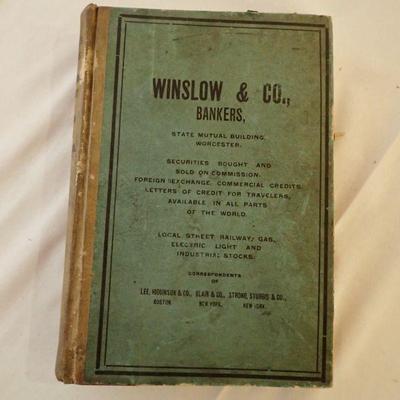 WINSLOW & CO.,
BANKERS,
STATE MUTUAL BUILDING,
WORCESTER.
SECURITIES BOUGHT AND
SOLD ON COMMISSION.
FOREIGN EXCHANGE, COMMERCIAL CREDITS
LETTERS OF CREDIT FOR TRAVELERS,
AVAILABLE IN ALL PARTS
OF THE WORLD.
LOCAL STREET RAILWAY, GAS,
ELECTRIC LIGHT AND
INDUSTRIAL STOCKS.
CORRESPONDENTS
OF
LEE, HIGGINSON & CO., BLAIR & CO., STRONG, STURGIS & CO.,
BOSTON. NEW YORK. NEW YORK.